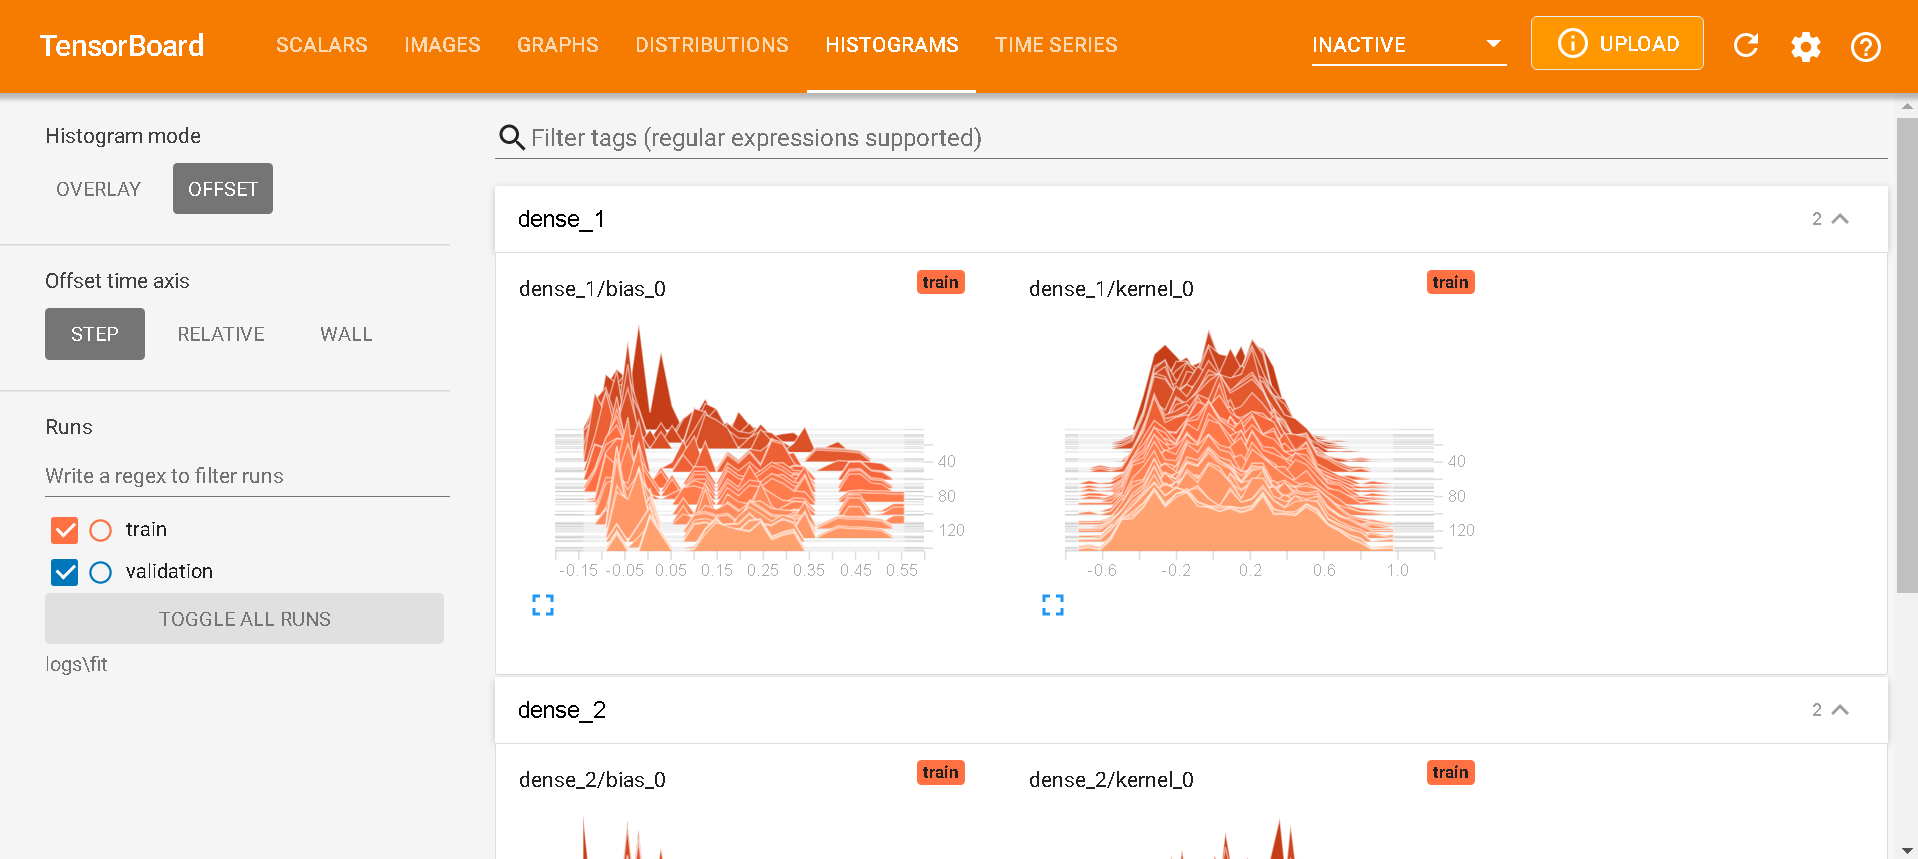 TensorBoard
SCALARS IMAGES GRAPHS DISTRIBUTIONS HISTOGRAMS TIME SERIES
INACTIVE
UPLOAD
Histogram mode
OVERLAY OFFSET
Offset time axis
STEP RELATIVE WALL
Runs
Write a regex to filter runs
train
validation
TOGGLE ALL RUNS
logs\fit
Filter tags (regular expressions supported)
dense_1 2
dense_1/bias_0 train
40
80
120
-0.15 -0.05 0.05 0.15 0.25 0.35 0.45 0.55
dense_1/kernel_0 train
40
80
120
-0.6 -0.2 0.2 0.6 1.0
dense_2 2
dense_2/bias_0 train
dense_2/kernel_0 train